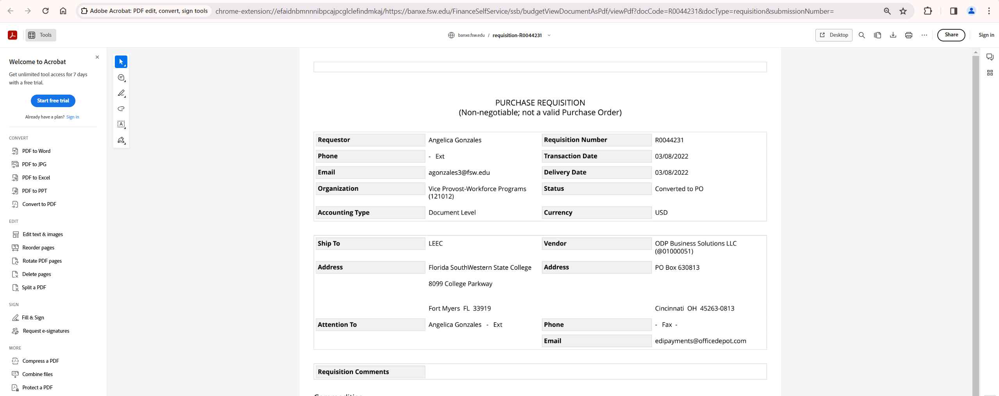 Adobe Acrobat: PDF edit, convert, sign tools
chrome-extension://efaidnbmnnnibpcajpcglclefindmkaj/https://banxe.fsw.edu/FinanceSelfService/ssb/budgetViewDocumentAsPdf/viewPdf?docCode=R0044231&docType=requisition&submissionNumber=
Tools
banxe.fsw.edu / requisition-R0044231
Desktop
Share
Sign in
Welcome to Acrobat
Get unlimited tool access for 7 days
with a free trial.
Start free trial
Already have a plan? Sign in
CONVERT
PDF to Word
PDF to JPG
PDF to Excel
PDF to PPT
Convert to PDF
EDIT
Edit text & images
Reorder pages
Rotate PDF pages
Delete pages
Split a PDF
SIGN
Fill & Sign
Request e-signatures
MORE
Compress a PDF
Combine files
Protect a PDF
PURCHASE REQUISITION
(Non-negotiable; not a valid Purchase Order)
Requestor Angelica Gonzales Requisition Number R0044231
Phone - Ext Transaction Date 03/08/2022
Email agonzales3@fsw.edu Delivery Date 03/08/2022
Organization Vice Provost-Workforce Programs Status Converted to PO
(121012)
Accounting Type Document Level Currency USD
Ship To LEEC Vendor ODP Business Solutions LLC
(@01000051)
Address Florida SouthWestern State College Address PO Box 630813
8099 College Parkway
Fort Myers FL 33919 Cincinnati OH 45263-0813
Attention To Angelica Gonzales - Ext Phone - Fax -
Email edipayments@officedepot.com
Requisition Comments